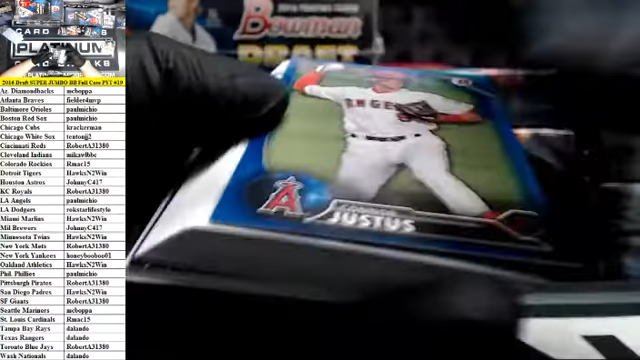 CARD
PLATINUM
2016 Draft SUPER JUMBO BB Full Case PYT #19
Az. Diamondbacks mcboppa
Atlanta Braves fielder4mvp
Baltimore Orioles paulmichio
Boston Red Sox paulmichio
Chicago Cubs krackerman
Chicago White Sox
Cincinnati Reds RobertA31380
Cleveland Indians
Colorado Rockies Rmac15
Detroit Tigers HawksN2Win
Houston Astros JohnnyC417
KC Royals RobertA31380
LA Angels paulmichio
LA Dodgers rokstarlifestyle
Miami Marlins HawksN2Win
Mil Brewers JohnnyC417
Minnesota Twins HawksN2Win
New York Mets RobertA31380
New York Yankees honeybooboo01
Oakland Athletics HawksN2Win
Phil. Phillies paulmichio
Pittsburgh Pirates RobertA31380
San Diego Padres HawksN2Win
SF Giants RobertA31380
Seattle Mariners mcboppa
St. Louis Cardinals Rmac15
Tampa Bay Rays dalando
Texas Rangers dalando
Toronto Blue Jays RobertA31380
Wash Nationals dalando
Bowman
DRAFT
ANGE
A
JUSTUS